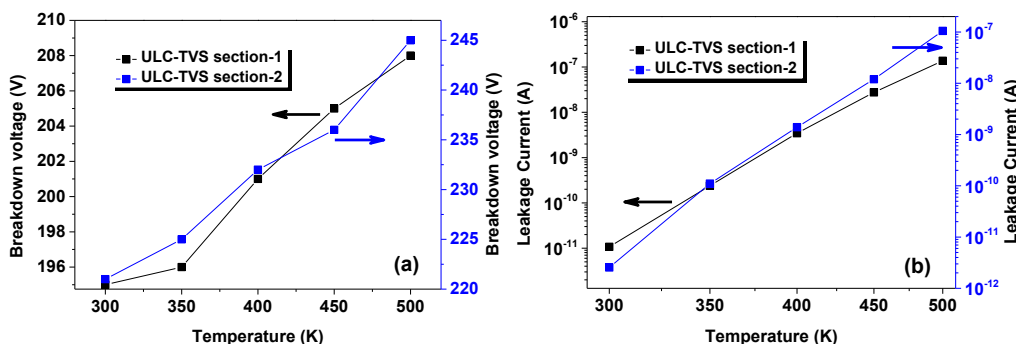 210
208
206
204
202
200
198
196
Breakdown voltage (V)
ULC-TVS section-1
ULC-TVS section-2
(a)
300 350 400 450 500
Temperature (K)
245
240
235
230
225
220
Breakdown voltage (V)
10⁻⁶
10⁻⁷
10⁻⁸
10⁻⁹
10⁻¹⁰
10⁻¹¹
Leakage Current (A)
ULC-TVS section-1
ULC-TVS section-2
(b)
300 350 400 450 500
Temperature (K)
10⁻⁷
10⁻⁸
10⁻⁹
10⁻¹⁰
10⁻¹¹
10⁻¹²
Leakage Current (A)